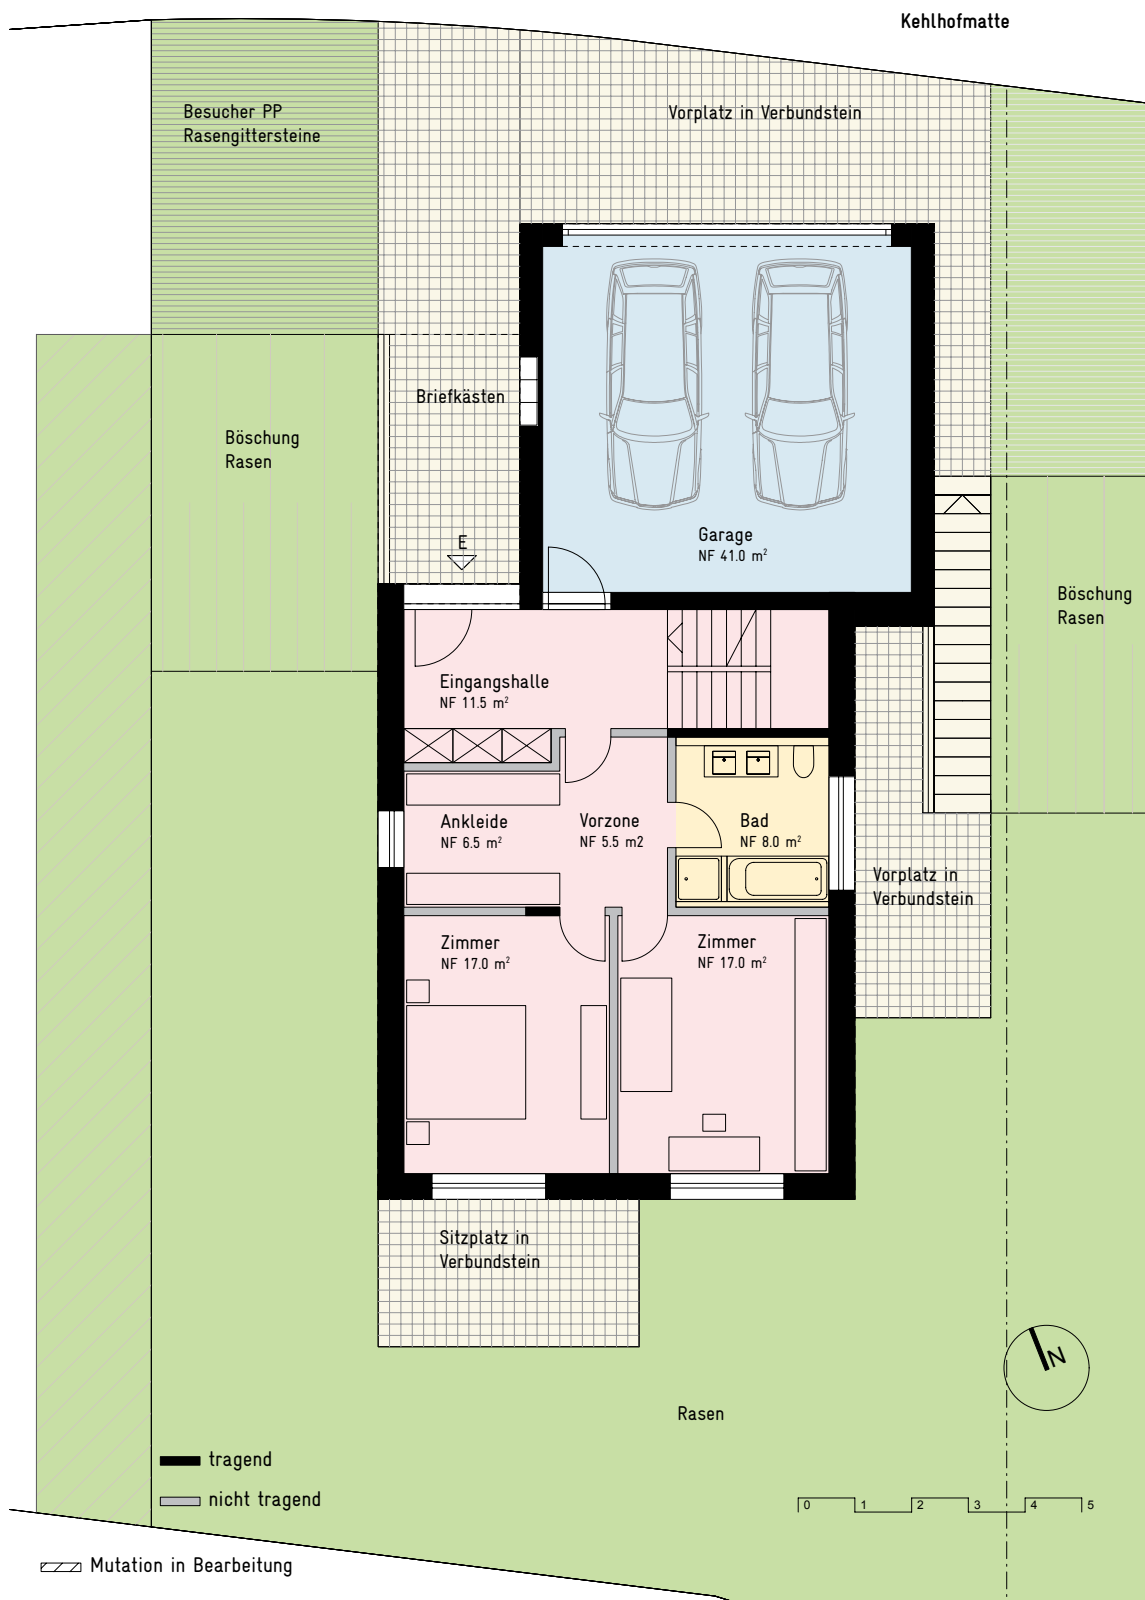 Kehlhofmatte
Besucher PP
Rasengittersteine
Vorplatz in Verbundstein
Briefkästen
Böschung
Rasen
E
Garage
NF 41.0 m²
Böschung
Rasen
Eingangshalle
NF 11.5 m²
Ankleide
NF 6.5 m²
Vorzone
NF 5.5 m2
Bad
NF 8.0 m²
Vorplatz in
Verbundstein
Zimmer
NF 17.0 m²
Zimmer
NF 17.0 m²
Sitzplatz in
Verbundstein
N
Rasen
tragend
nicht tragend
0 1 2 3 4 5
Mutation in Bearbeitung